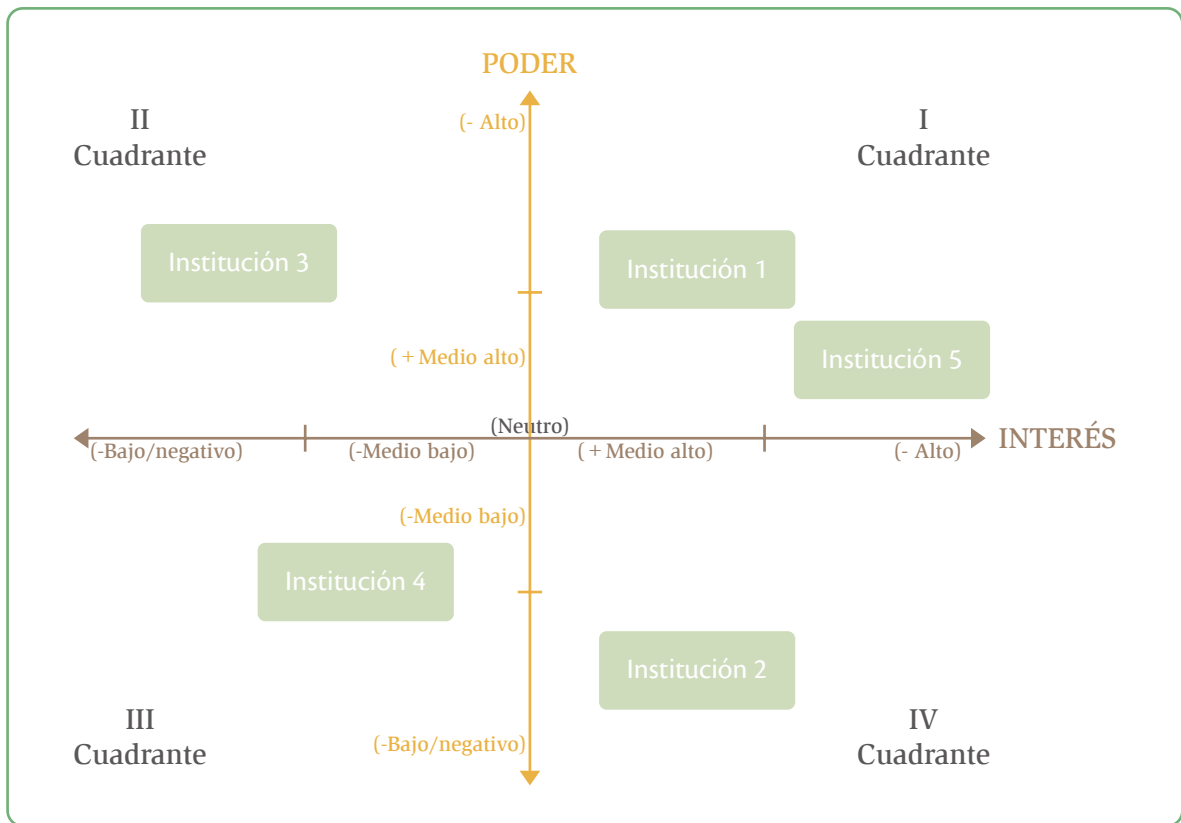 PODER
II
Cuadrante
(- Alto)
I
Cuadrante
Institución 3
Institución 1
(+Medio alto)
Institución 5
(Neutro)
(-Bajo/negativo)
(-Medio bajo)
(+Medio alto)
(- Alto)
INTERÉS
(-Medio bajo)
Institución 4
Institución 2
III
Cuadrante
(-Bajo/negativo)
IV
Cuadrante